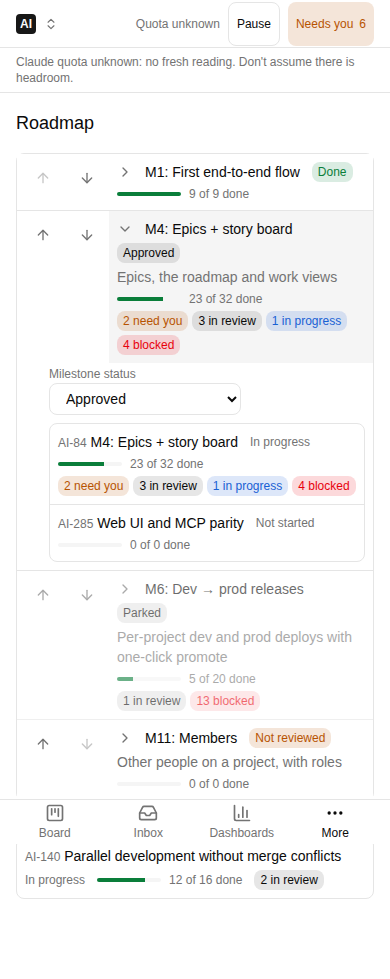 AI Quota unknown Pause Needs you 6
Claude quota unknown: no fresh reading. Don't assume there is
headroom.
Roadmap
M1: First end-to-end flow Done
9 of 9 done
M4: Epics + story board
Approved
Epics, the roadmap and work views
23 of 32 done
2 need you 3 in review 1 in progress
4 blocked
Milestone status
Approved
AI-84 M4: Epics + story board In progress
23 of 32 done
2 need you 3 in review 1 in progress 4 blocked
AI-285 Web UI and MCP parity Not started
0 of 0 done
M6: Dev → prod releases
Parked
Per-project dev and prod deploys with
one-click promote
5 of 20 done
1 in review 13 blocked
M11: Members Not reviewed
Other people on a project, with roles
0 of 0 done
Board Inbox Dashboards More
AI-140 Parallel development without merge conflicts
In progress 12 of 16 done 2 in review